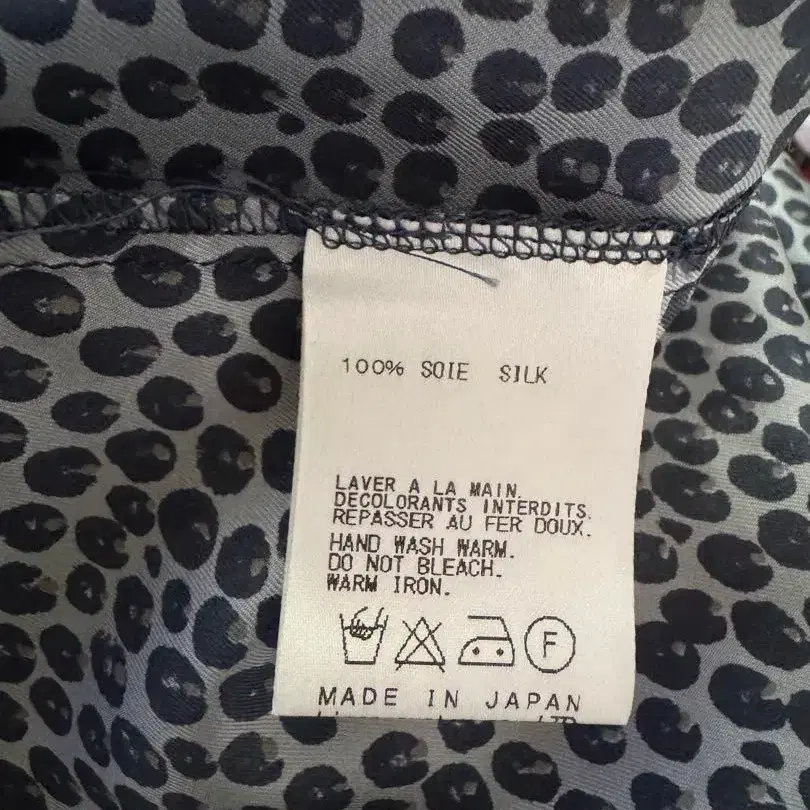 100% SOIE SILK
LAVER A LA MAIN.
DECOLORANTS INTERDITS.
REPASSER AU FER DOUX.
HAND WASH WARM.
DO NOT BLEACH.
WARM IRON.
F
MADE IN JAPAN